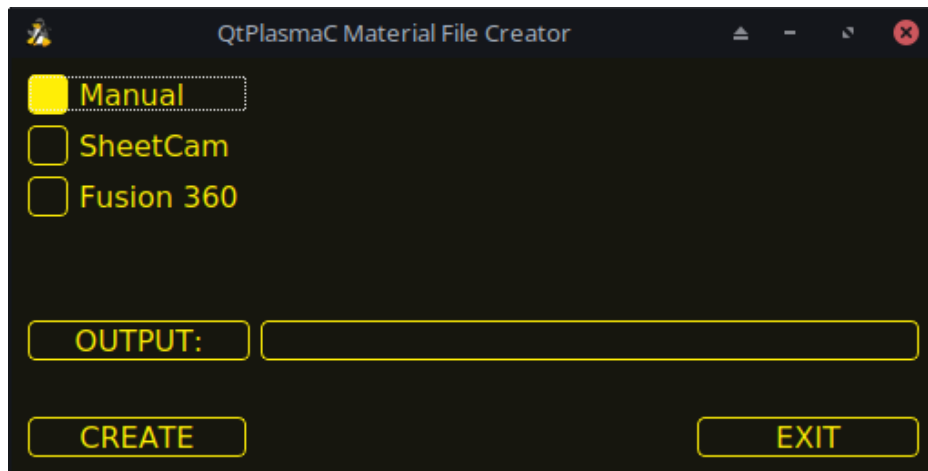 QtPlasmaC Material File Creator
Manual
SheetCam
Fusion 360
OUTPUT:
CREATE EXIT